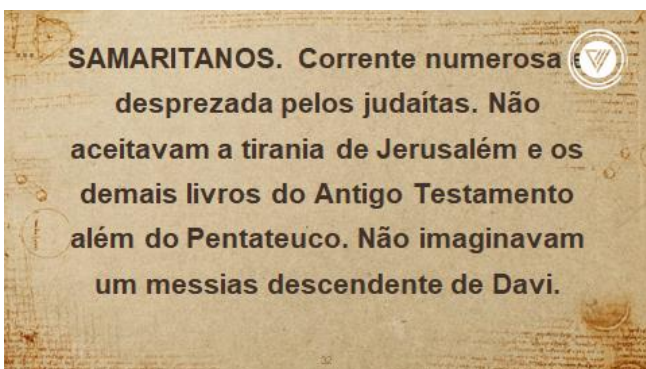 SAMARITANOS. Corrente numerosa e
desprezada pelos judaítas. Não
aceitavam a tirania de Jerusalém e os
demais livros do Antigo Testamento
além do Pentateuco. Não imaginavam
um messias descendente de Davi.
32